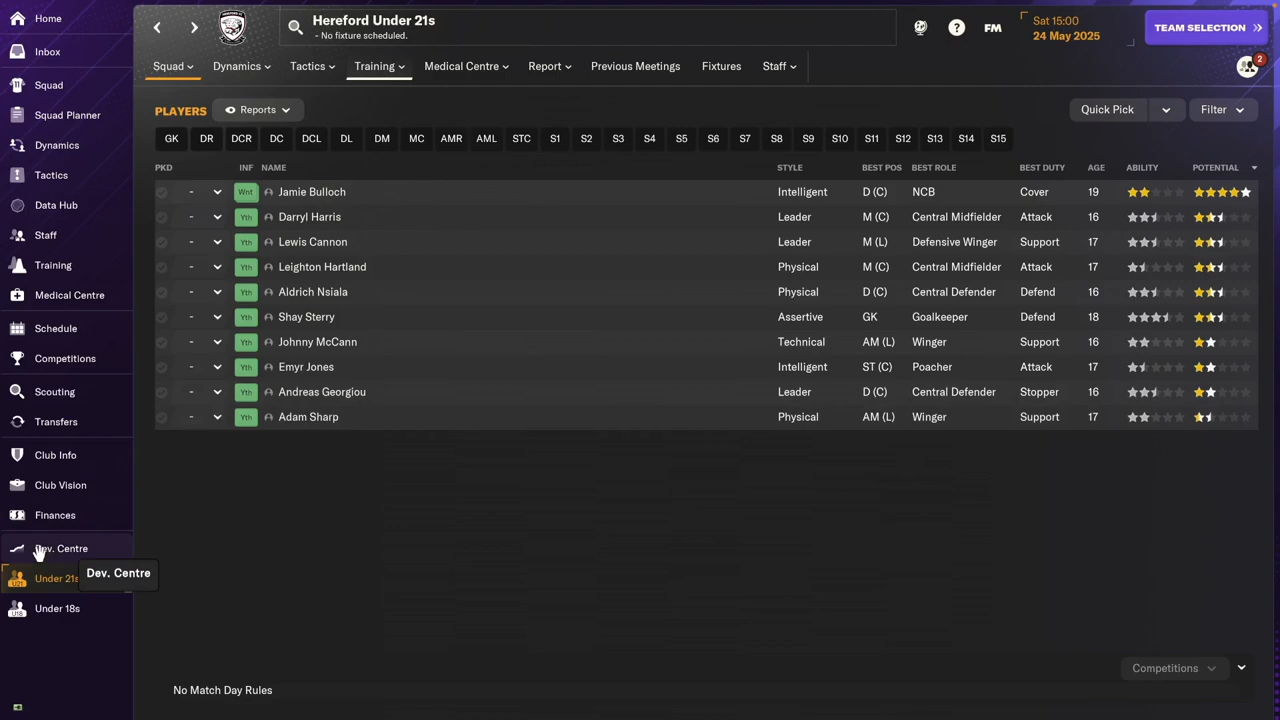 Home
Inbox
Squad
Squad Planner
Dynamics
Tactics
Data Hub
Staff
Training
Medical Centre
Schedule
Competitions
Scouting
Transfers
Club Info
Club Vision
Finances
Dev. Centre
Under 21s
Dev. Centre
Under 18s
Hereford Under 21s
- No fixture scheduled.
FM
Sat 15:00
24 May 2025
TEAM SELECTION
2
Squad Dynamics Tactics Training Medical Centre Report Previous Meetings Fixtures Staff
PLAYERS Reports Quick Pick Filter
GK DR DCR DC DCL DL DM MC AMR AML STC S1 S2 S3 S4 S5 S6 S7 S8 S9 S10 S11 S12 S13 S14 S15
PKD INF NAME STYLE BEST POS BEST ROLE BEST DUTY AGE ABILITY POTENTIAL
- Wnt Jamie Bulloch Intelligent D (C) NCB Cover 19
- Yth Darryl Harris Leader M (C) Central Midfielder Attack 16
- Yth Lewis Cannon Leader M (L) Defensive Winger Support 17
- Yth Leighton Hartland Physical M (C) Central Midfielder Attack 17
- Yth Aldrich Nsiala Physical D (C) Central Defender Defend 16
- Yth Shay Sterry Assertive GK Goalkeeper Defend 18
- Yth Johnny McCann Technical AM (L) Winger Support 16
- Yth Emyr Jones Intelligent ST (C) Poacher Attack 17
- Yth Andreas Georgiou Leader D (C) Central Defender Stopper 16
- Yth Adam Sharp Physical AM (L) Winger Support 17
Competitions
No Match Day Rules